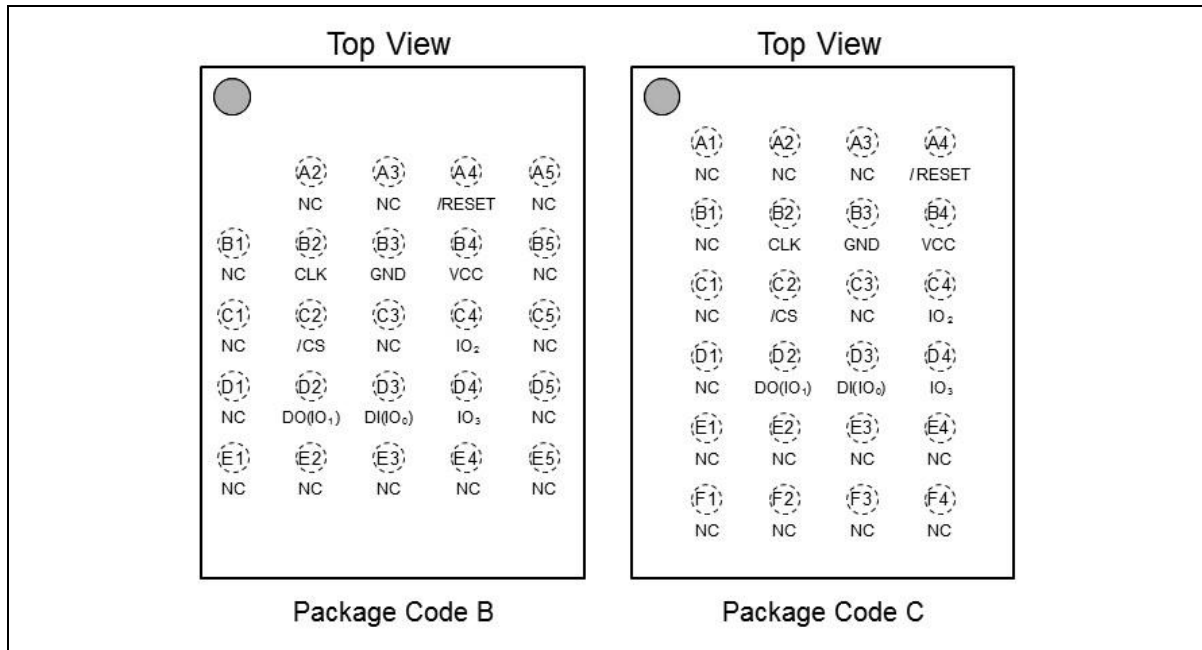 Top View
A2 A3 A4 A5
NC NC /RESET NC
B1 B2 B3 B4 B5
NC CLK GND VCC NC
C1 C2 C3 C4 C5
NC /CS NC IO₂ NC
D1 D2 D3 D4 D5
NC DO(IO₁) DI(IO₀) IO₃ NC
E1 E2 E3 E4 E5
NC NC NC NC NC
Package Code B
Top View
A1 A2 A3 A4
NC NC NC /RESET
B1 B2 B3 B4
NC CLK GND VCC
C1 C2 C3 C4
NC /CS NC IO₂
D1 D2 D3 D4
NC DO(IO₁) DI(IO₀) IO₃
E1 E2 E3 E4
NC NC NC NC
F1 F2 F3 F4
NC NC NC NC
Package Code C